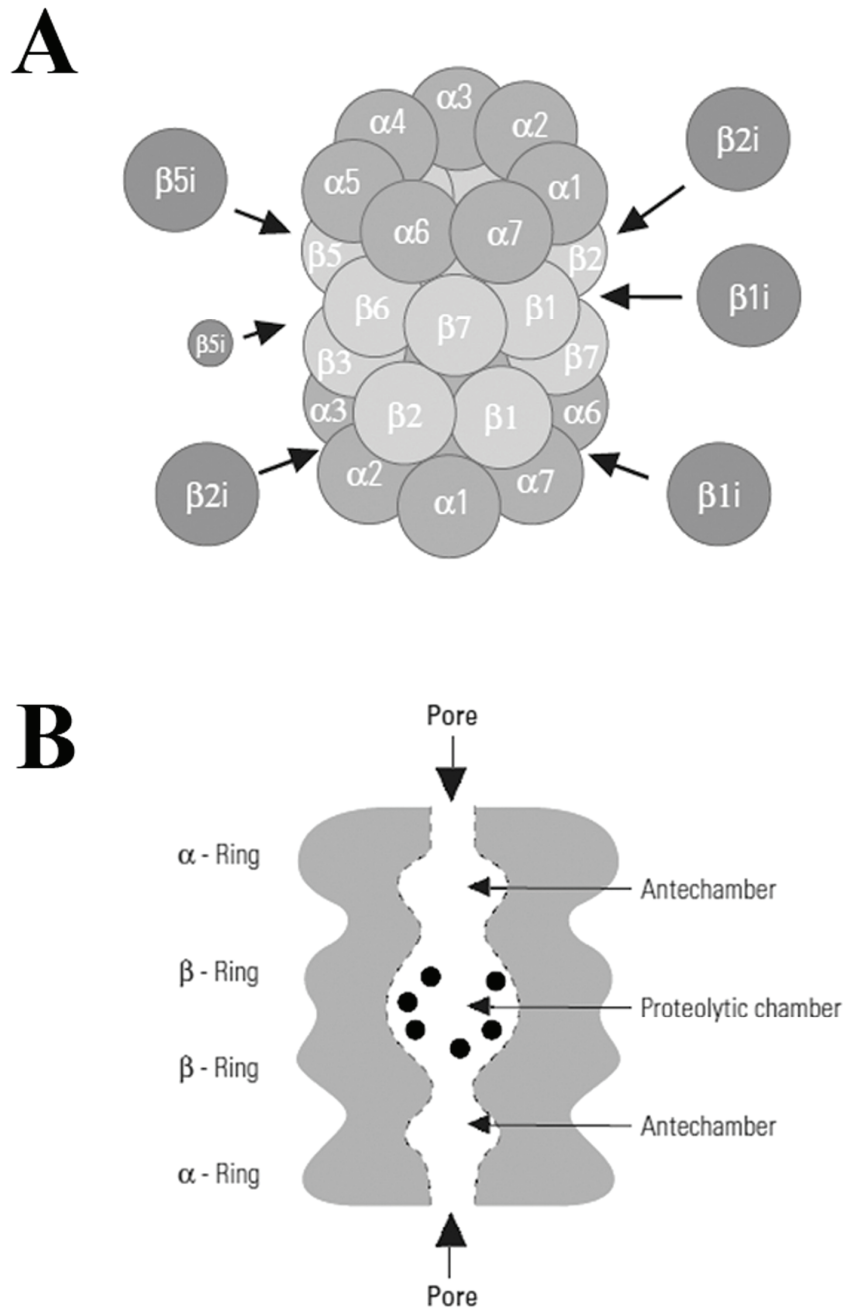 A
α3
α4
α2
β2i
β5i
α5
α1
α6
α7
β5
β2
β1i
β6
β1
β7
β5i
β3
β7
α3
β2
β1
α6
β2i
α2
α7
β1i
α1
B
Pore
α - Ring
Antechamber
β - Ring
Proteolytic chamber
β - Ring
Antechamber
α - Ring
Pore